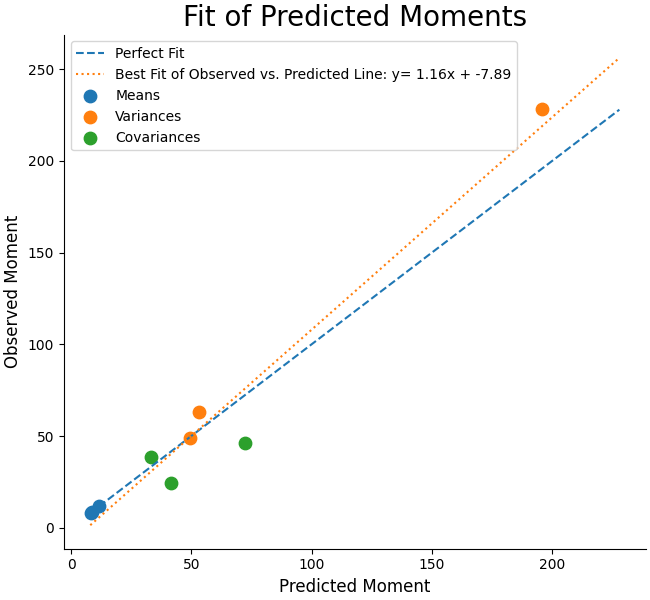 Fit of Predicted Moments
Perfect Fit
Best Fit of Observed vs. Predicted Line: y= 1.16x + -7.89
Means
Variances
Covariances
250
200
150
100
50
0
Observed Moment
0 50 100 150 200
Predicted Moment